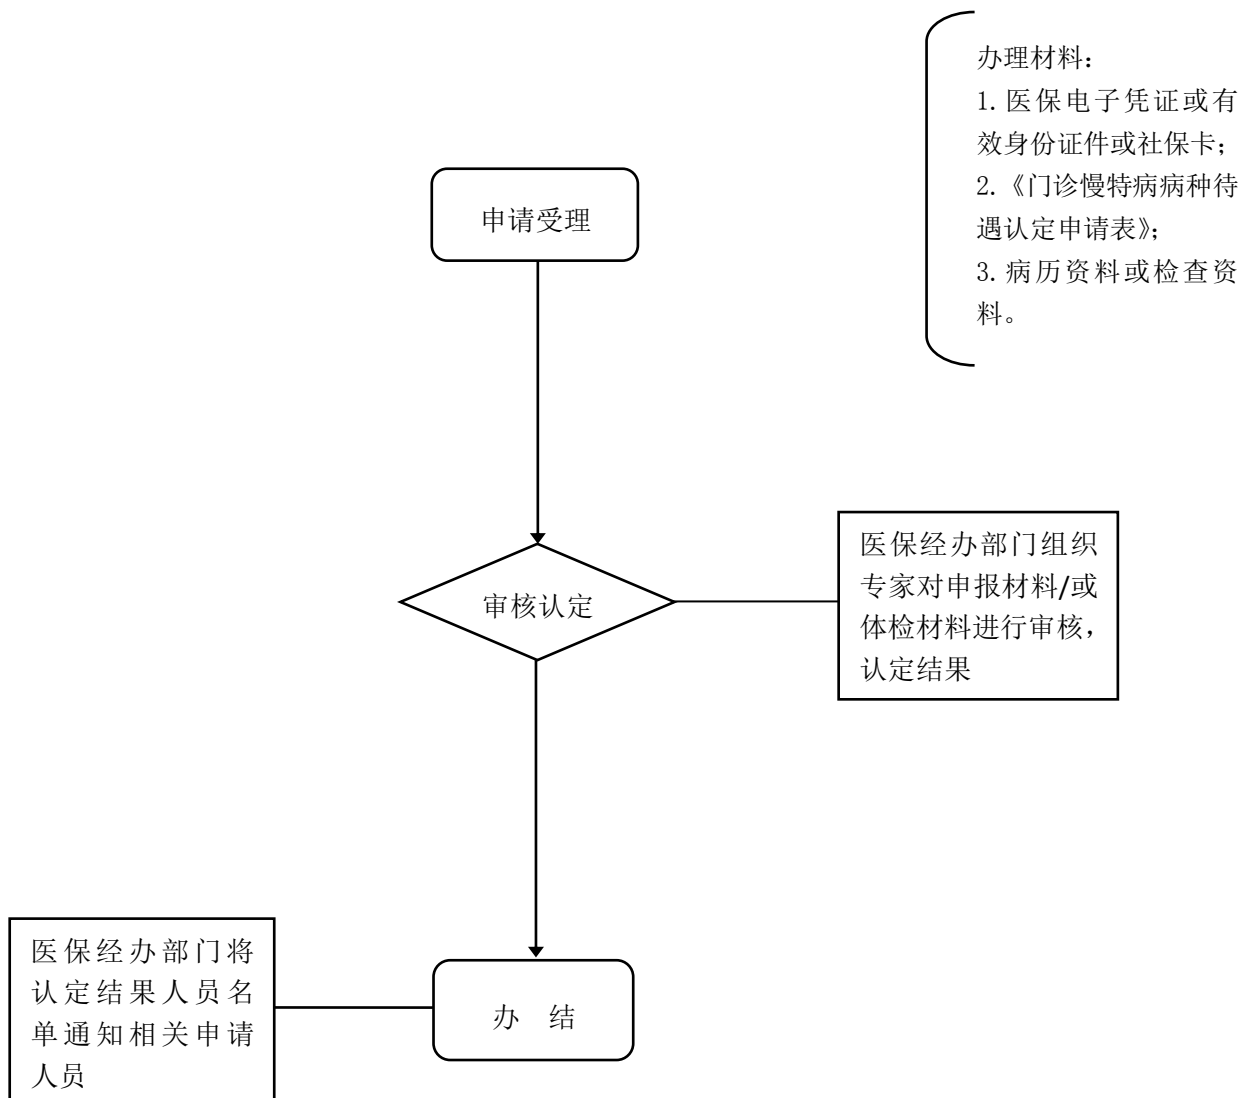 办理材料：
1. 医保电子凭证或有
效身份证件或社保卡；
2.《门诊慢特病病种待
遇认定申请表》；
3. 病历资料或检查资
料。
申请受理
审核认定
医保经办部门组织
专家对申报材料/或
体检材料进行审核，
认定结果
医保经办部门将
认定结果人员名
单通知相关申请
人员
办　结